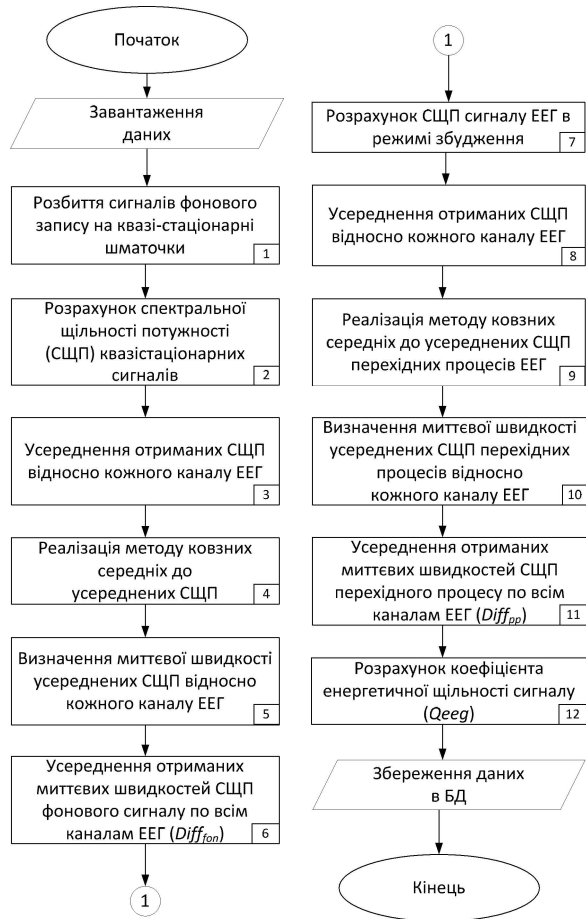 Початок
Завантаження
даних
Розбиття сигналів фонового
запису на квазі-стаціонарні
шматочки
1
Розрахунок спектральної
щільності потужності
(СЩП) квазістаціонарних
сигналів
2
Усереднення отриманих СЩП
відносно кожного каналу ЕЕГ
3
Реалізація методу ковзних
середніх до
усереднених СЩП
4
Визначення миттєвої швидкості
усереднених СЩП відносно
кожного каналу ЕЕГ
5
Усереднення отриманих
миттєвих швидкостей СЩП
фонового сигналу по всім
каналам ЕЕГ (Diff_fon)
6
1
1
Розрахунок СЩП сигналу ЕЕГ в
режимі збудження
7
Усереднення отриманих СЩП
відносно кожного каналу ЕЕГ
8
Реалізація методу ковзних
середніх до усереднених СЩП
перехідних процесів ЕЕГ
9
Визначення миттєвої швидкості
усереднених СЩП перехідних
процесів відносно
кожного каналу ЕЕГ
10
Усереднення отриманих
миттєвих швидкостей СЩП
перехідного процесу по всім
каналам ЕЕГ (Diff_pp)
11
Розрахунок коефіцієнта
енергетичної щільності сигналу
(Qeeg)
12
Збереження даних
в БД
Кінець